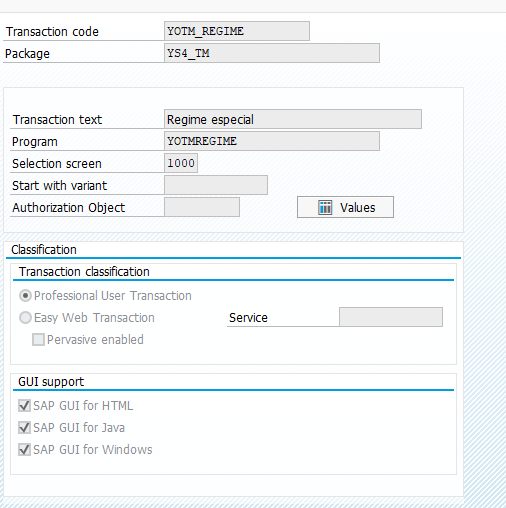 Transaction code YOTM_REGIME
Package YS4_TM
Transaction text Regime especial
Program YOTMREGIME
Selection screen 1000
Start with variant
Authorization Object Values
Classification
Transaction classification
Professional User Transaction
Easy Web Transaction Service
Pervasive enabled
GUI support
SAP GUI for HTML
SAP GUI for Java
SAP GUI for Windows